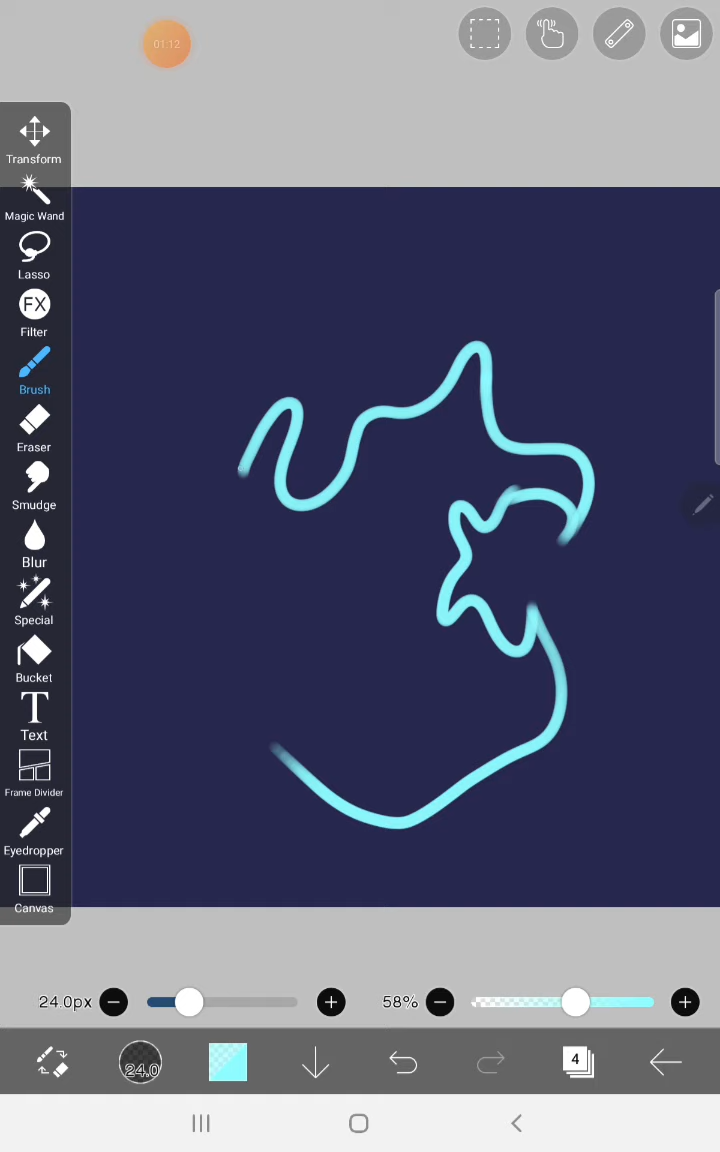 01:12
Transform
Magic Wand
Lasso
FX
Filter
Brush
Eraser
Smudge
Blur
Special
Bucket
T
Text
Frame Divider
Eyedropper
Canvas
24.0px
58%
24.0
4